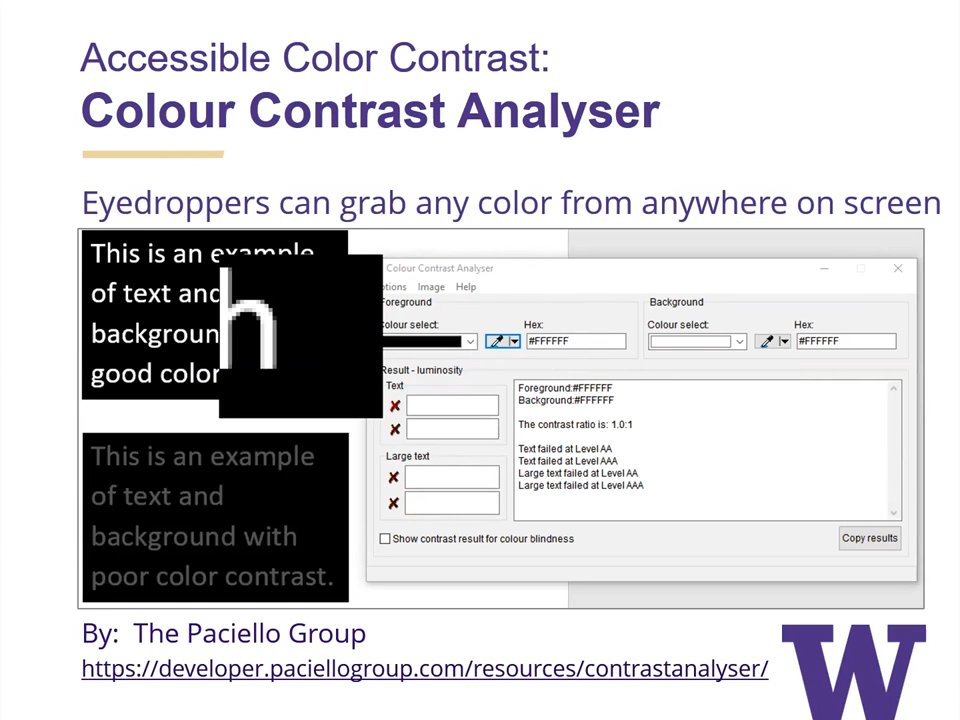 Accessible Color Contrast:
Colour Contrast Analyser
Eyedroppers can grab any color from anywhere on screen
This is an example
of text and
background
good color
h
This is an example
of text and
background with
poor color contrast.
Colour Contrast Analyser
ptions Image Help
Foreground
Colour select:
Hex:
#FFFFFF
Background
Colour select:
Hex:
#FFFFFF
Result - luminosity
Text
Large text
Foreground:#FFFFFF
Background:#FFFFFF
The contrast ratio is: 1.0:1
Text failed at Level AA
Text failed at Level AAA
Large text failed at Level AA
Large text failed at Level AAA
Show contrast result for colour blindness
Copy results
By: The Paciello Group
https://developer.paciellogroup.com/resources/contrastanalyser/
W